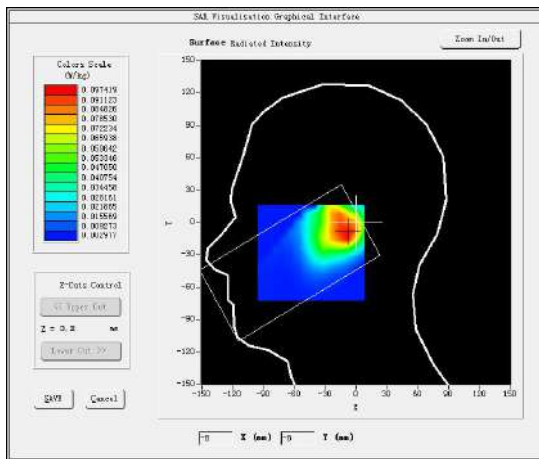 SAR Visualisation Graphical Interface
Surface Radiated Intensity
Zoom In/Out
Colors Scale
(W/kg)
0.097419
0.091123
0.084826
0.078530
0.072234
0.065938
0.059642
0.053346
0.047050
0.040754
0.034458
0.028161
0.021865
0.015569
0.009273
0.002977
150
120
90
60
30
0
-30
-60
-90
-120
-150
Y
-150 -120 -90 -60 -30 0 30 60 90 120 150
X
Z-Cuts Control
<< Upper Cut
Z = mm
Lower Cut >>
SAVE
Cancel
X (mm) Y (mm)